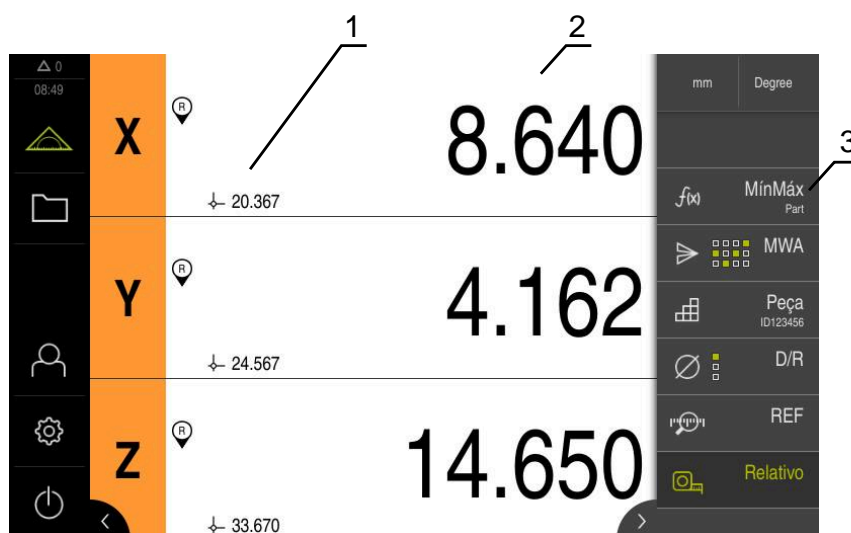 1
2
3
0
08:49
X
R
8.640
20.367
Y
R
4.162
24.567
Z
R
14.650
33.670
mm
Degree
f(x)
MínMáx
Part
MWA
Peça
ID123456
D/R
REF
Relativo